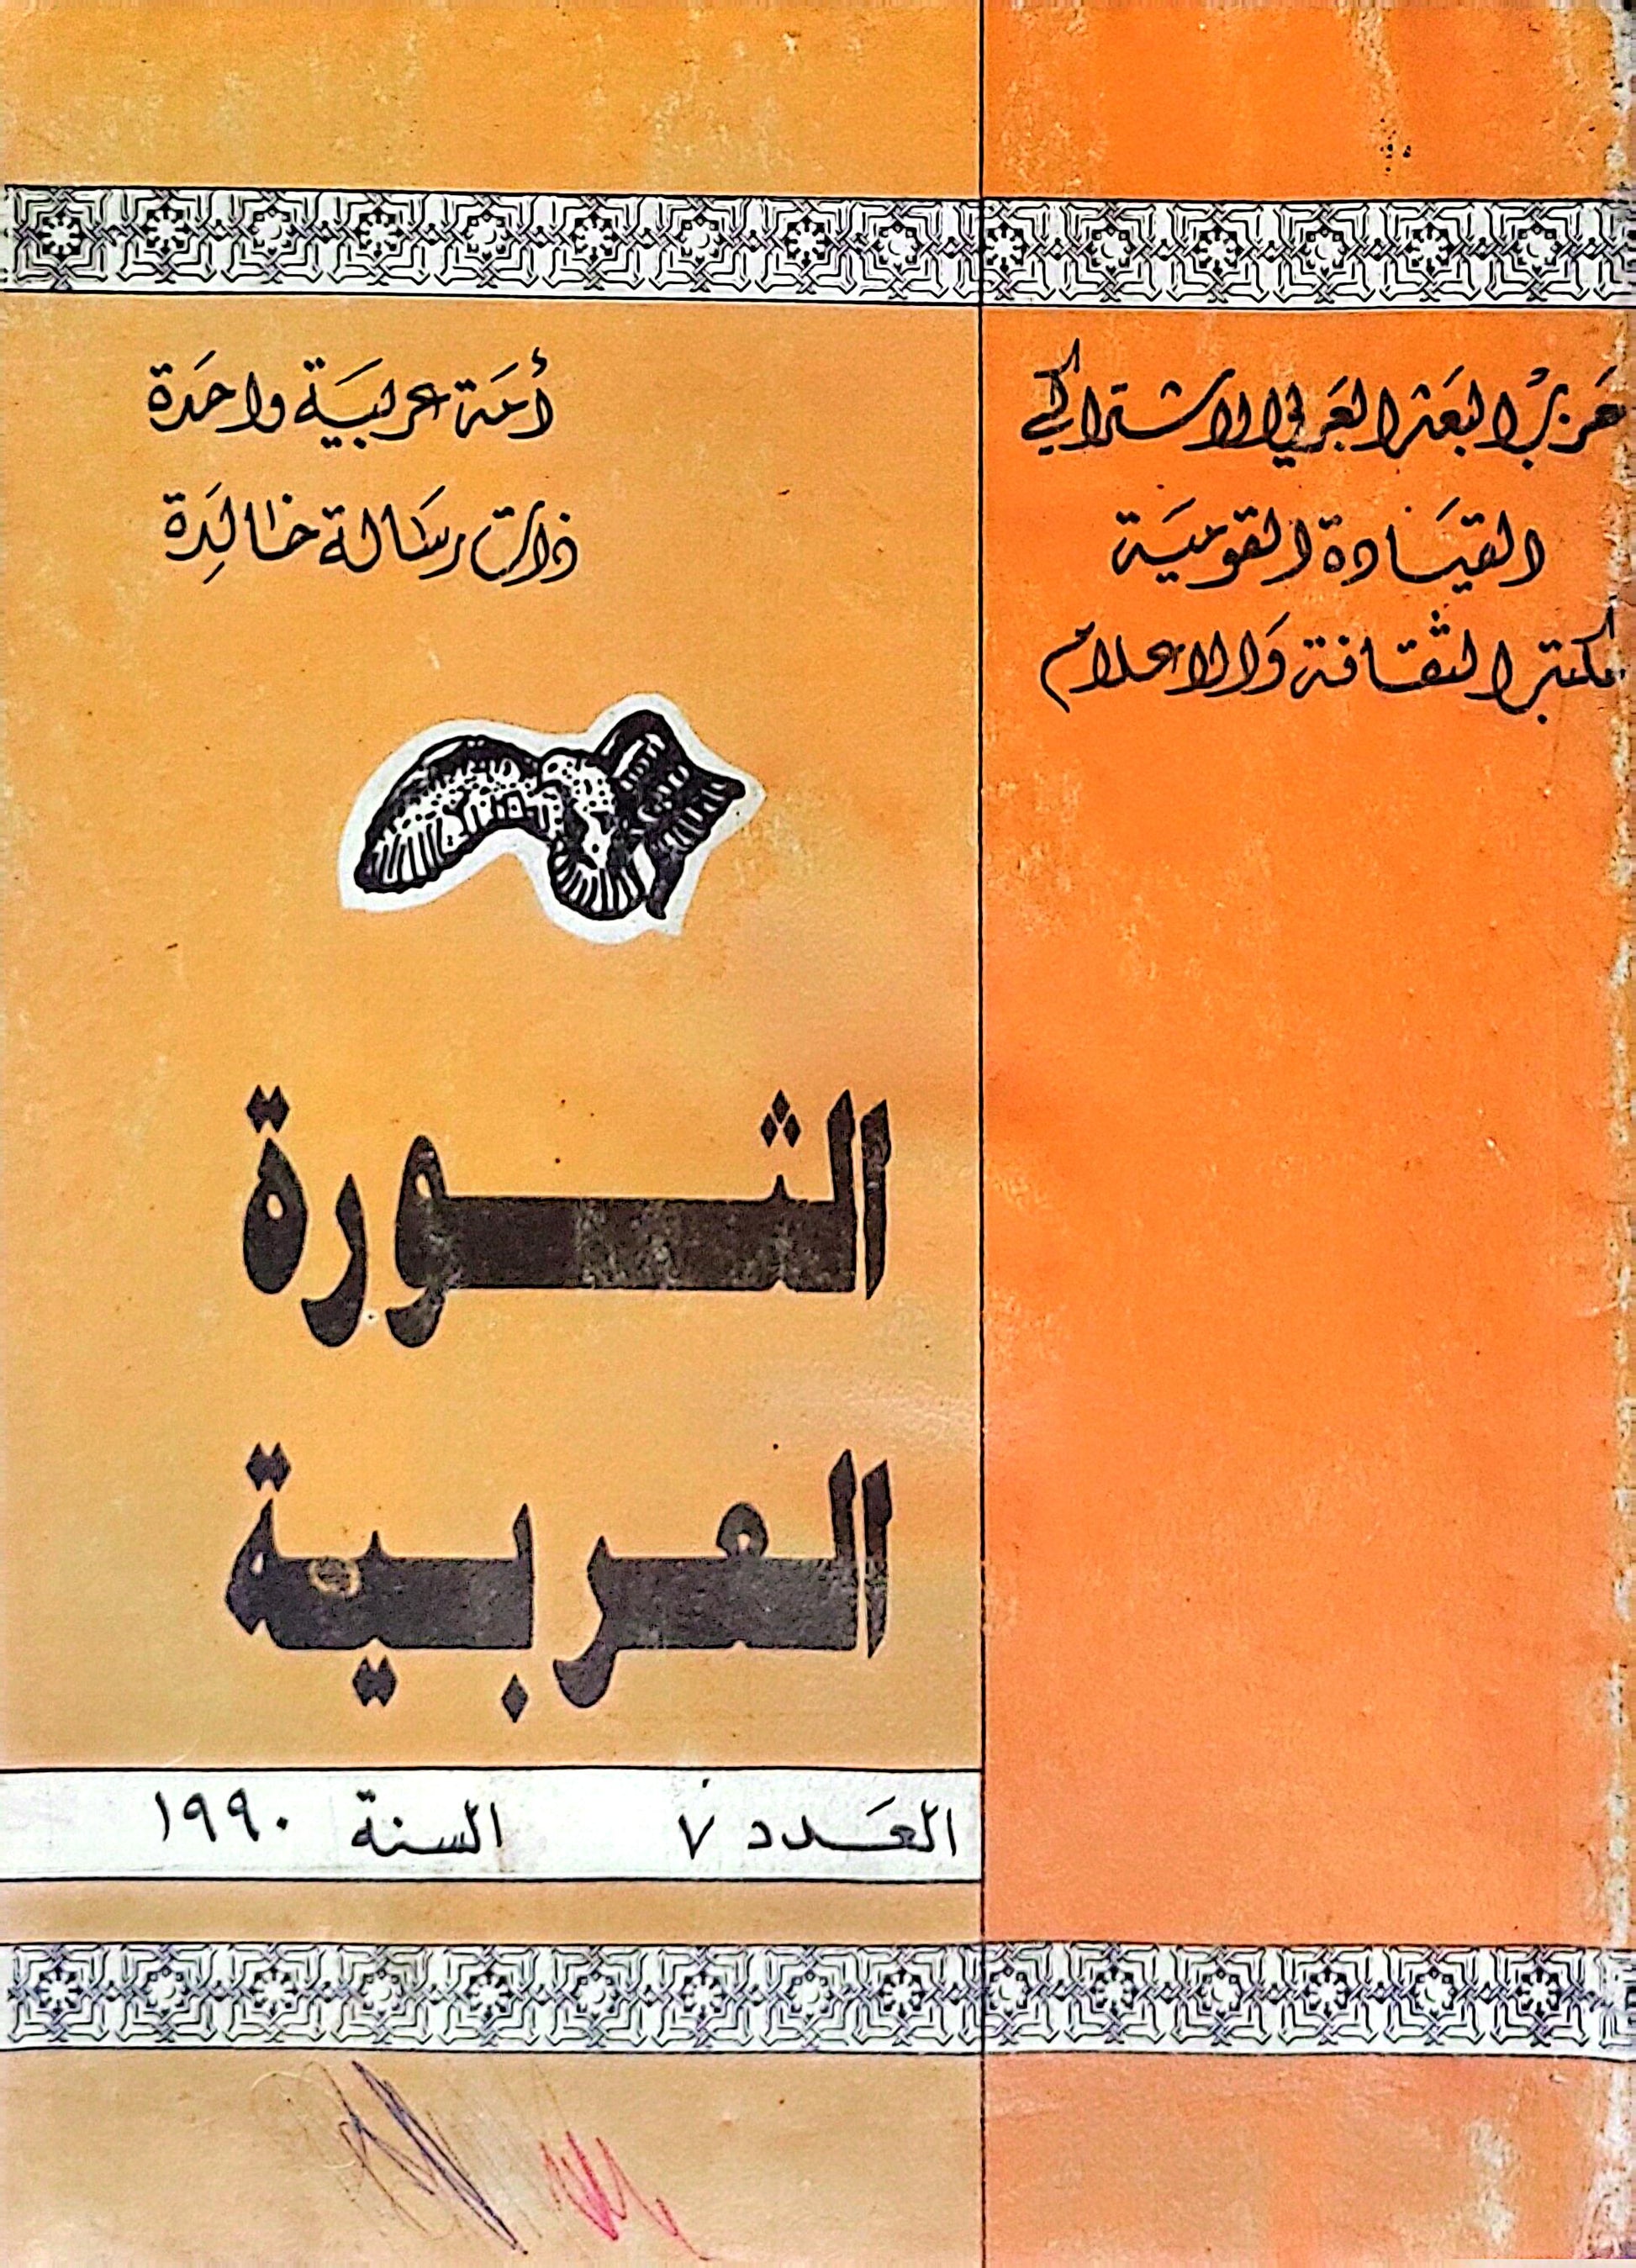 حزب البعث العربي الاشتراكي
القيادة القومية
مكتب الثقافة والاعلام
أمة عربية واحدة
ذات رسالة خالدة
الثورة
العربية
العدد ٧ السنة ١٩٩٠